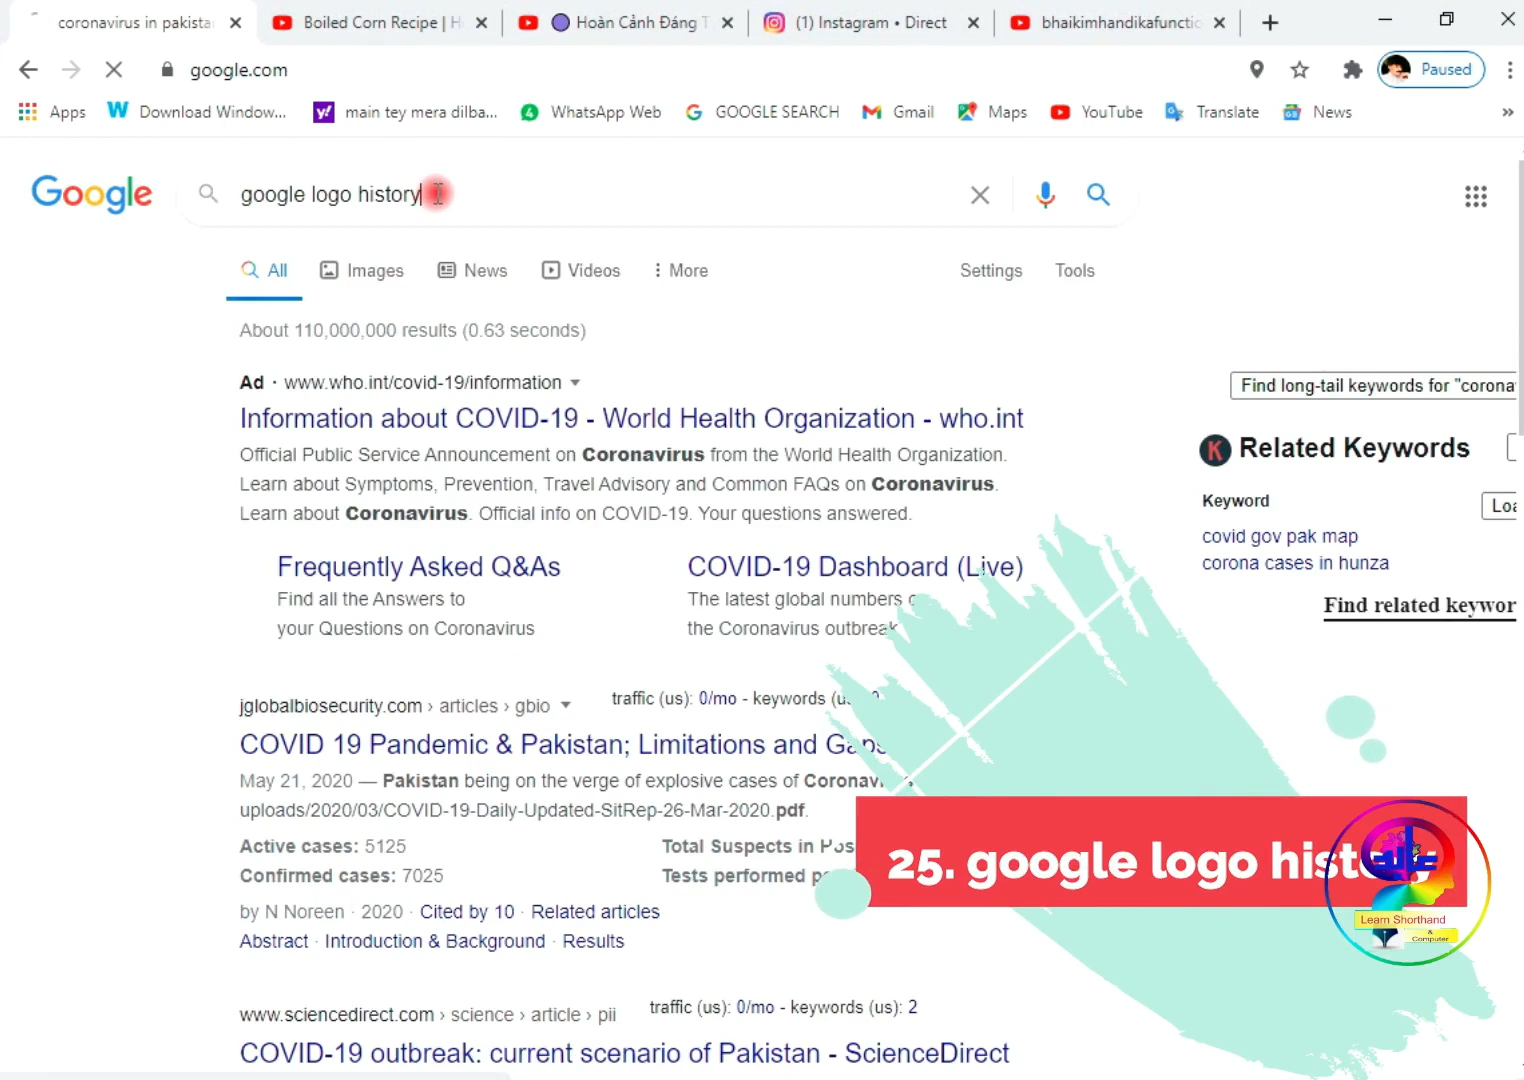 coronavirus in pakista
Boiled Corn Recipe | H
Hoàn Cảnh Đáng T
(1) Instagram • Direct
bhaikimhandikafunctio
google.com
Paused
Apps
Download Window...
main tey mera dilba...
WhatsApp Web
GOOGLE SEARCH
Gmail
Maps
YouTube
Translate
News
»
Google
google logo history
All
Images
News
Videos
More
Settings
Tools
About 110,000,000 results (0.63 seconds)
Ad · www.who.int/covid-19/information
Information about COVID-19 - World Health Organization - who.int
Official Public Service Announcement on Coronavirus from the World Health Organization.
Learn about Symptoms, Prevention, Travel Advisory and Common FAQs on Coronavirus.
Learn about Coronavirus. Official info on COVID-19. Your questions answered.
Frequently Asked Q&As
Find all the Answers to
your Questions on Coronavirus
COVID-19 Dashboard (Live)
The latest global numbers
the Coronavirus outbreak
jglobalbiosecurity.com › articles › gbio
traffic (us): 0/mo - keywords (us): 0
COVID 19 Pandemic & Pakistan; Limitations and Gaps
May 21, 2020 — Pakistan being on the verge of explosive cases of Coronavirus
uploads/2020/03/COVID-19-Daily-Updated-SitRep-26-Mar-2020.pdf.
Active cases: 5125
Total Suspects in Pos
Confirmed cases: 7025
Tests performed
by N Noreen · 2020 · Cited by 10 · Related articles
Abstract · Introduction & Background · Results
www.sciencedirect.com › science › article › pii
traffic (us): 0/mo - keywords (us): 2
COVID-19 outbreak: current scenario of Pakistan - ScienceDirect
Find long-tail keywords for "corona
K
Related Keywords
Keyword
Loa
covid gov pak map
corona cases in hunza
Find related keywor
25. google logo history
Learn Shorthand
&
Computer